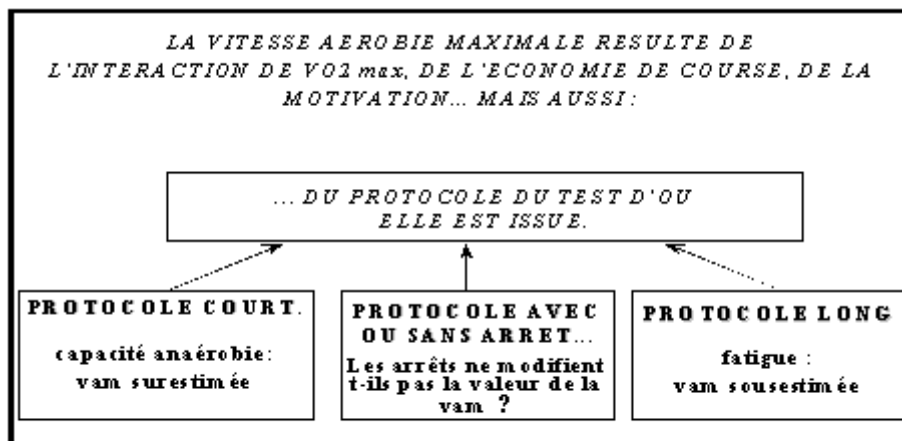 LA VITESSE AEROBIE MAXIMALE RESULTE DE
L'INTERACTION DE VO2 max, DE L'ECONOMIE DE COURSE, DE LA
MOTIVATION... MAIS AUSSI :
... DU PROTOCOLE DU TEST D'OU
ELLE EST ISSUE.
PROTOCOLE COURT.
capacité anaérobie:
vam surestimée
PROTOCOLE AVEC
OU SANS ARRET...
Les arrêts ne modifient
t-ils pas la valeur de la
vam ?
PROTOCOLE LONG
fatigue :
vam sousestimée